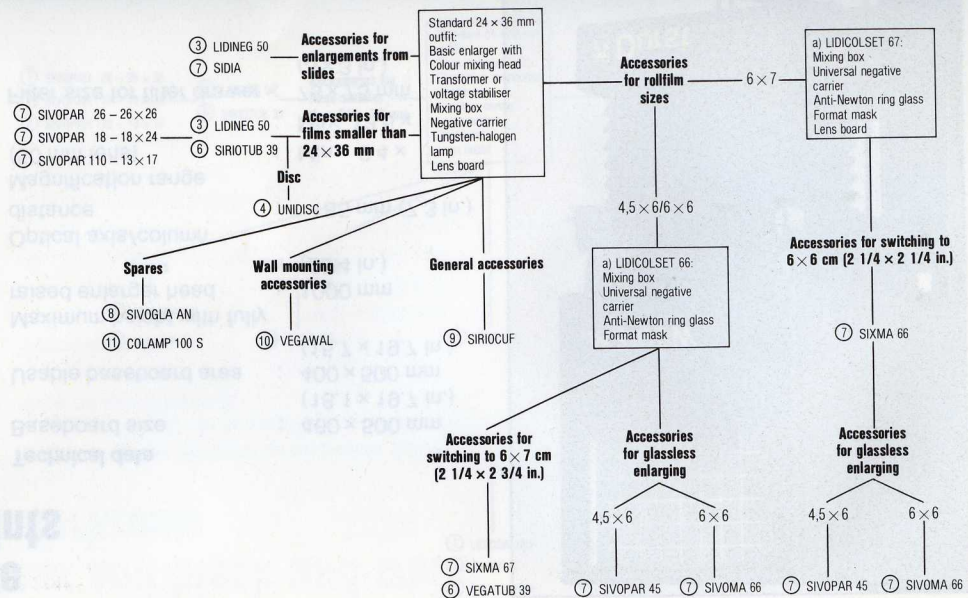 ③ LIDINEG 50
⑦ SIDIA
Accessories for
enlargements from
slides
⑦ SIVOPAR 26 – 26×26
⑦ SIVOPAR 18 – 18×24
⑦ SIVOPAR 110 – 13×17
③ LIDINEG 50
⑥ SIRIOTUB 39
Accessories for
films smaller than
24×36 mm
Disc
④ UNIDISC
Standard 24 × 36 mm
outfit:
Basic enlarger with
Colour mixing head
Transformer or
voltage stabiliser
Mixing box
Negative carrier
Tungsten-halogen
lamp
Lens board
Spares
⑧ SIVOGLA AN
⑪ COLAMP 100 S
Wall mounting
accessories
⑩ VEGAWAL
General accessories
⑨ SIRIOCUF
Accessories
for rollfilm
sizes
6×7
a) LIDICOLSET 67:
Mixing box
Universal negative
carrier
Anti-Newton ring glass
Format mask
Lens board
4,5×6/6×6
a) LIDICOLSET 66:
Mixing box
Universal negative
carrier
Anti-Newton ring glass
Format mask
Accessories for switching to
6×6 cm (2 1/4 × 2 1/4 in.)
⑦ SIXMA 66
Accessories for
switching to 6×7 cm
(2 1/4 × 2 3/4 in.)
⑦ SIXMA 67
⑥ VEGATUB 39
Accessories
for glassless
enlarging
4,5×6
6×6
⑦ SIVOPAR 45
⑦ SIVOMA 66
Accessories
for glassless
enlarging
4,5×6
6×6
⑦ SIVOPAR 45
⑦ SIVOMA 66